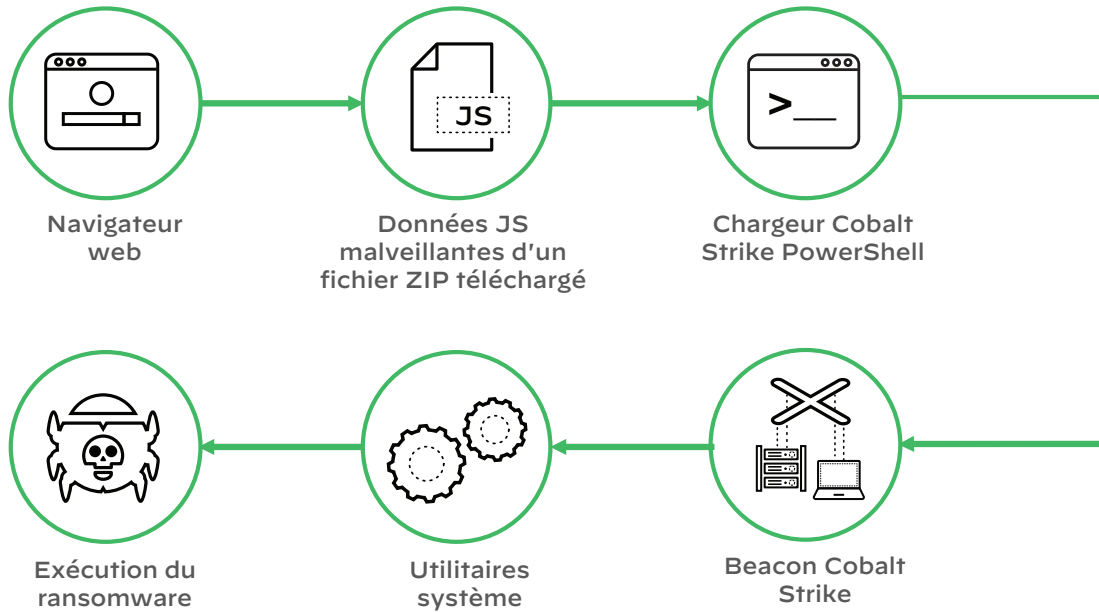 JS
>_
Navigateur
web
Données JS
malveillantes d'un
fichier ZIP téléchargé
Chargeur Cobalt
Strike PowerShell
Exécution du
ransomware
Utilitaires
système
Beacon Cobalt
Strike